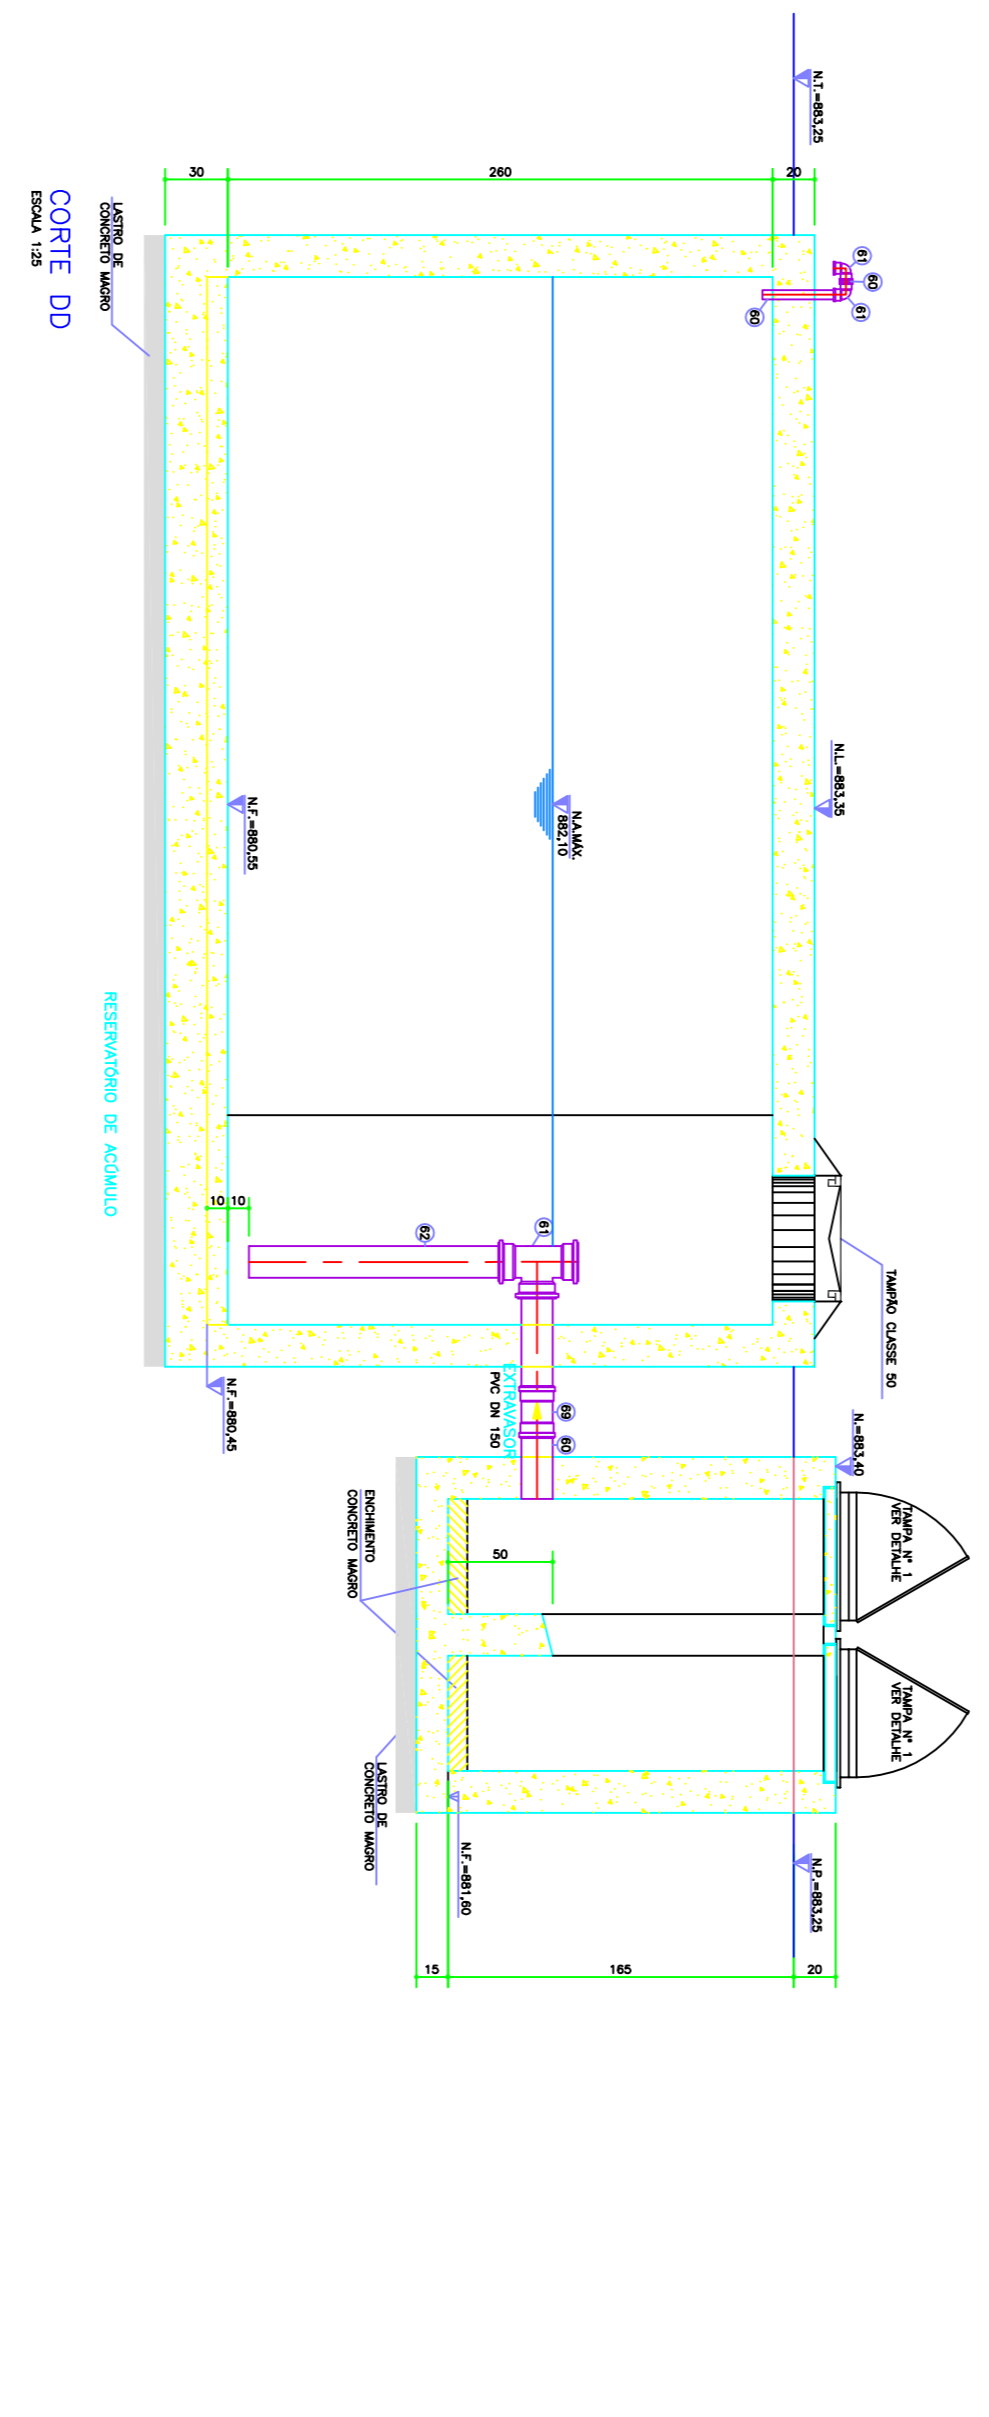 N.T.=883,25
20
260
30
61
60
61
60
N.L.=883,35
N.A.MÁX.
882,10
N.F.=880,55
TAMPÃO CLASSE 50
N.=883,40
TAMPA N° 1
VER DETALHE
TAMPA N° 1
VER DETALHE
61
62
10
10
69
60
EXTRAVASOR
PVC DN 150
N.F.=880,45
50
ENCHIMENTO
CONCRETO MAGRO
LASTRO DE
CONCRETO MAGRO
N.F.=881,60
N.P.=883,25
20
165
15
LASTRO DE
CONCRETO MAGRO
RESERVATÓRIO DE ACÚMULO
CORTE DD
ESCALA 1:25